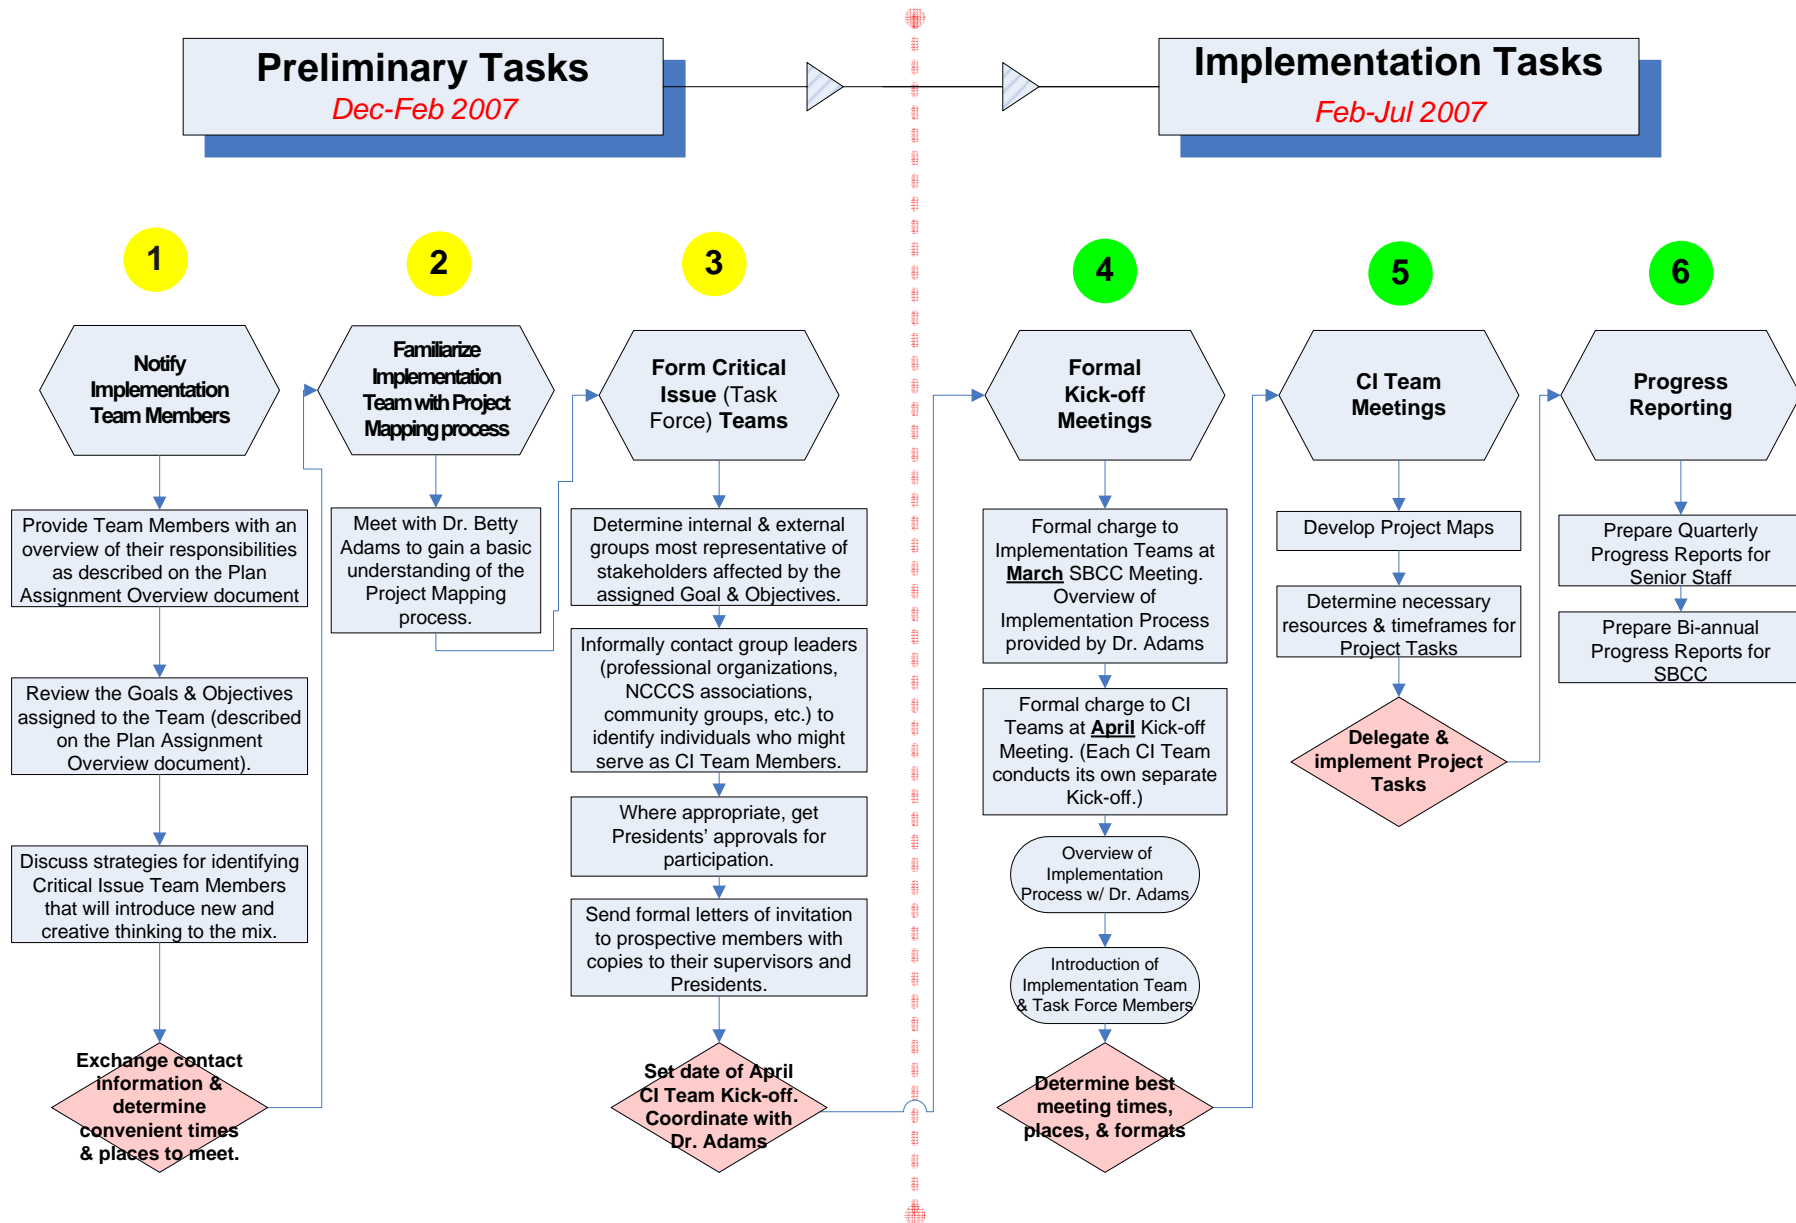 Preliminary Tasks
Dec-Feb 2007
Implementation Tasks
Feb-Jul 2007
1
2
3
4
5
6
Notify
Implementation
Team Members
Provide Team Members with an
overview of their responsibilities
as described on the Plan
Assignment Overview document
Review the Goals & Objectives
assigned to the Team (described
on the Plan Assignment
Overview document).
Discuss strategies for identifying
Critical Issue Team Members
that will introduce new and
creative thinking to the mix.
Exchange contact
information &
determine
convenient times
& places to meet.
Familiarize
Implementation
Team with Project
Mapping process
Meet with Dr. Betty
Adams to gain a basic
understanding of the
Project Mapping
process.
Form Critical
Issue (Task
Force) Teams
Determine internal & external
groups most representative of
stakeholders affected by the
assigned Goal & Objectives.
Informally contact group leaders
(professional organizations,
NCCCS associations,
community groups, etc.) to
identify individuals who might
serve as CI Team Members.
Where appropriate, get
Presidents’ approvals for
participation.
Send formal letters of invitation
to prospective members with
copies to their supervisors and
Presidents.
Set date of April
CI Team Kick-off.
Coordinate with
Dr. Adams
Formal
Kick-off
Meetings
Formal charge to
Implementation Teams at
March SBCC Meeting.
Overview of
Implementation Process
provided by Dr. Adams
Formal charge to CI
Teams at April Kick-off
Meeting. (Each CI Team
conducts its own separate
Kick-off.)
Overview of
Implementation
Process w/ Dr. Adams
Introduction of
Implementation Team
& Task Force Members
Determine best
meeting times,
places, & formats
CI Team
Meetings
Develop Project Maps
Determine necessary
resources & timeframes for
Project Tasks
Delegate &
implement Project
Tasks
Progress
Reporting
Prepare Quarterly
Progress Reports for
Senior Staff
Prepare Bi-annual
Progress Reports for
SBCC